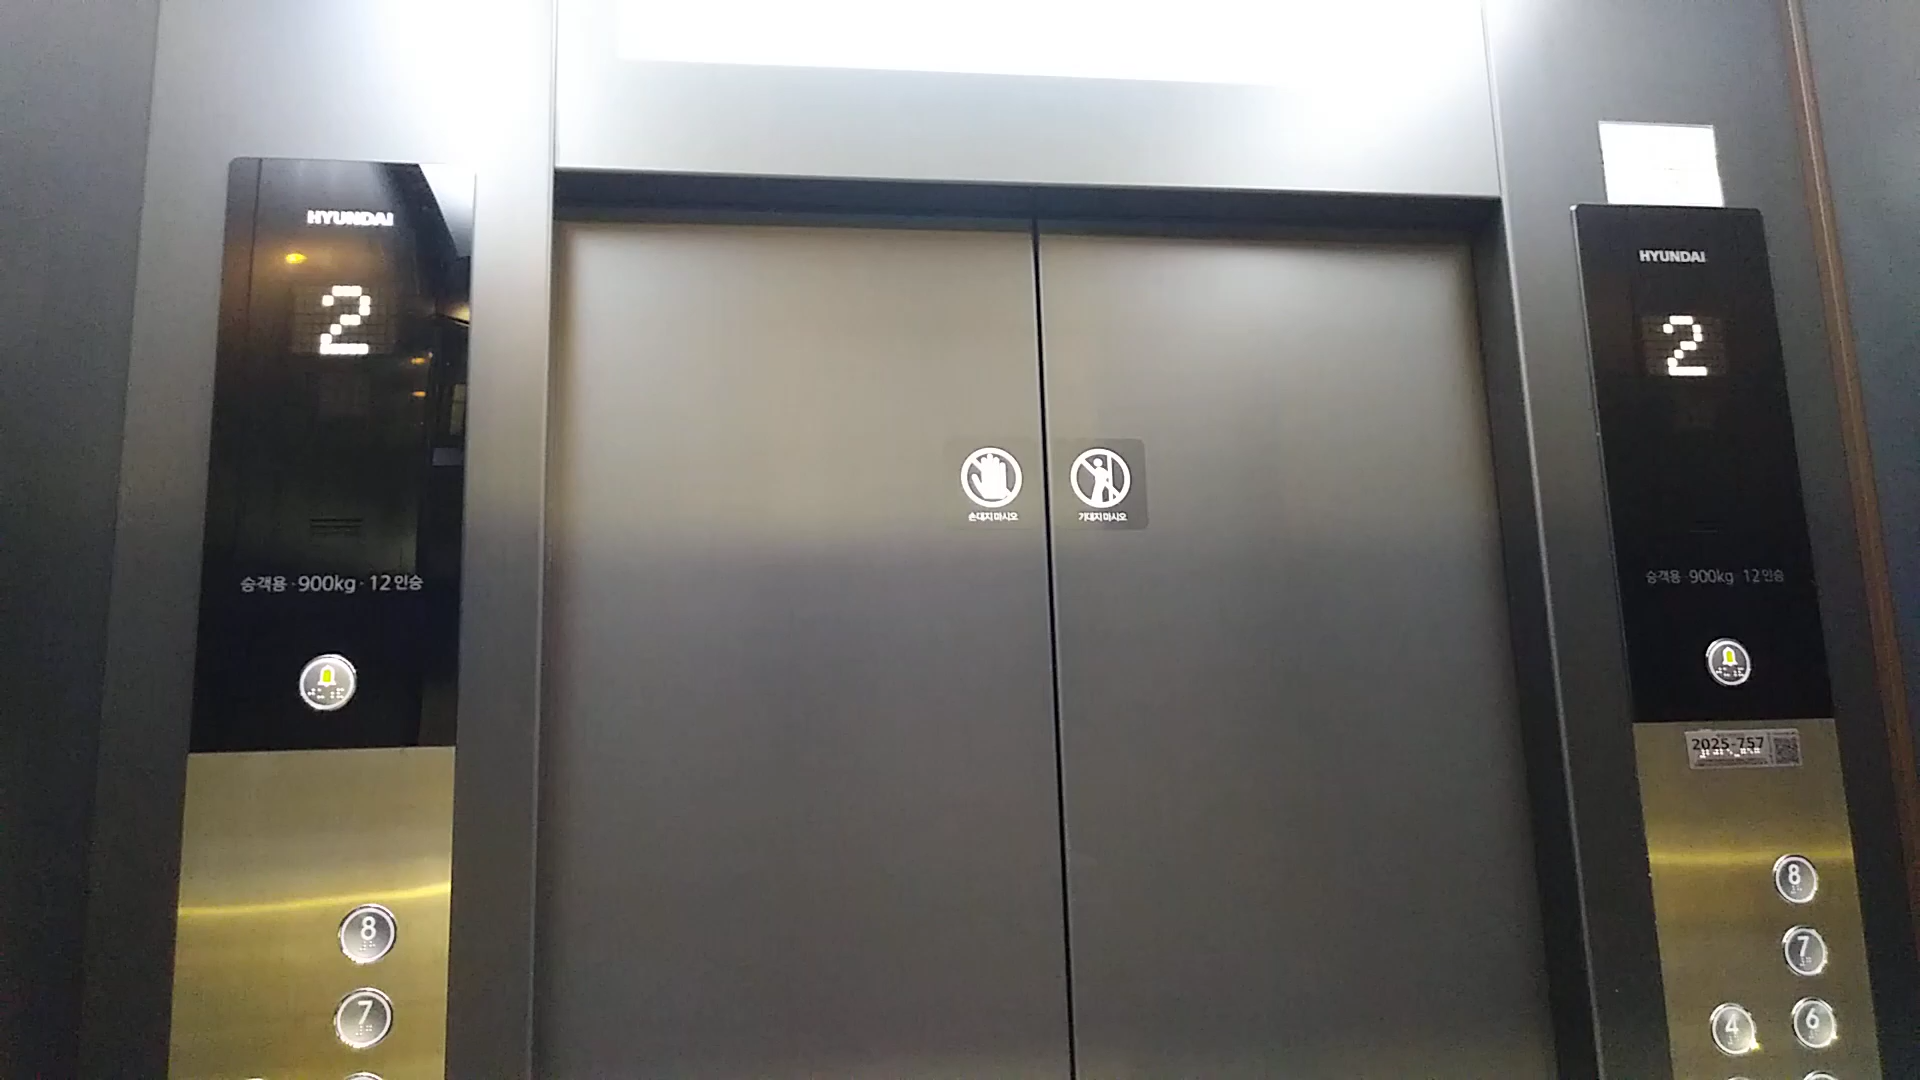 HYUNDAI
2
승객용 · 900kg · 12인승
8
7
손대지 마시오
기대지 마시오
HYUNDAI
2
승객용 · 900kg · 12인승
2025-757
8
7
4 6